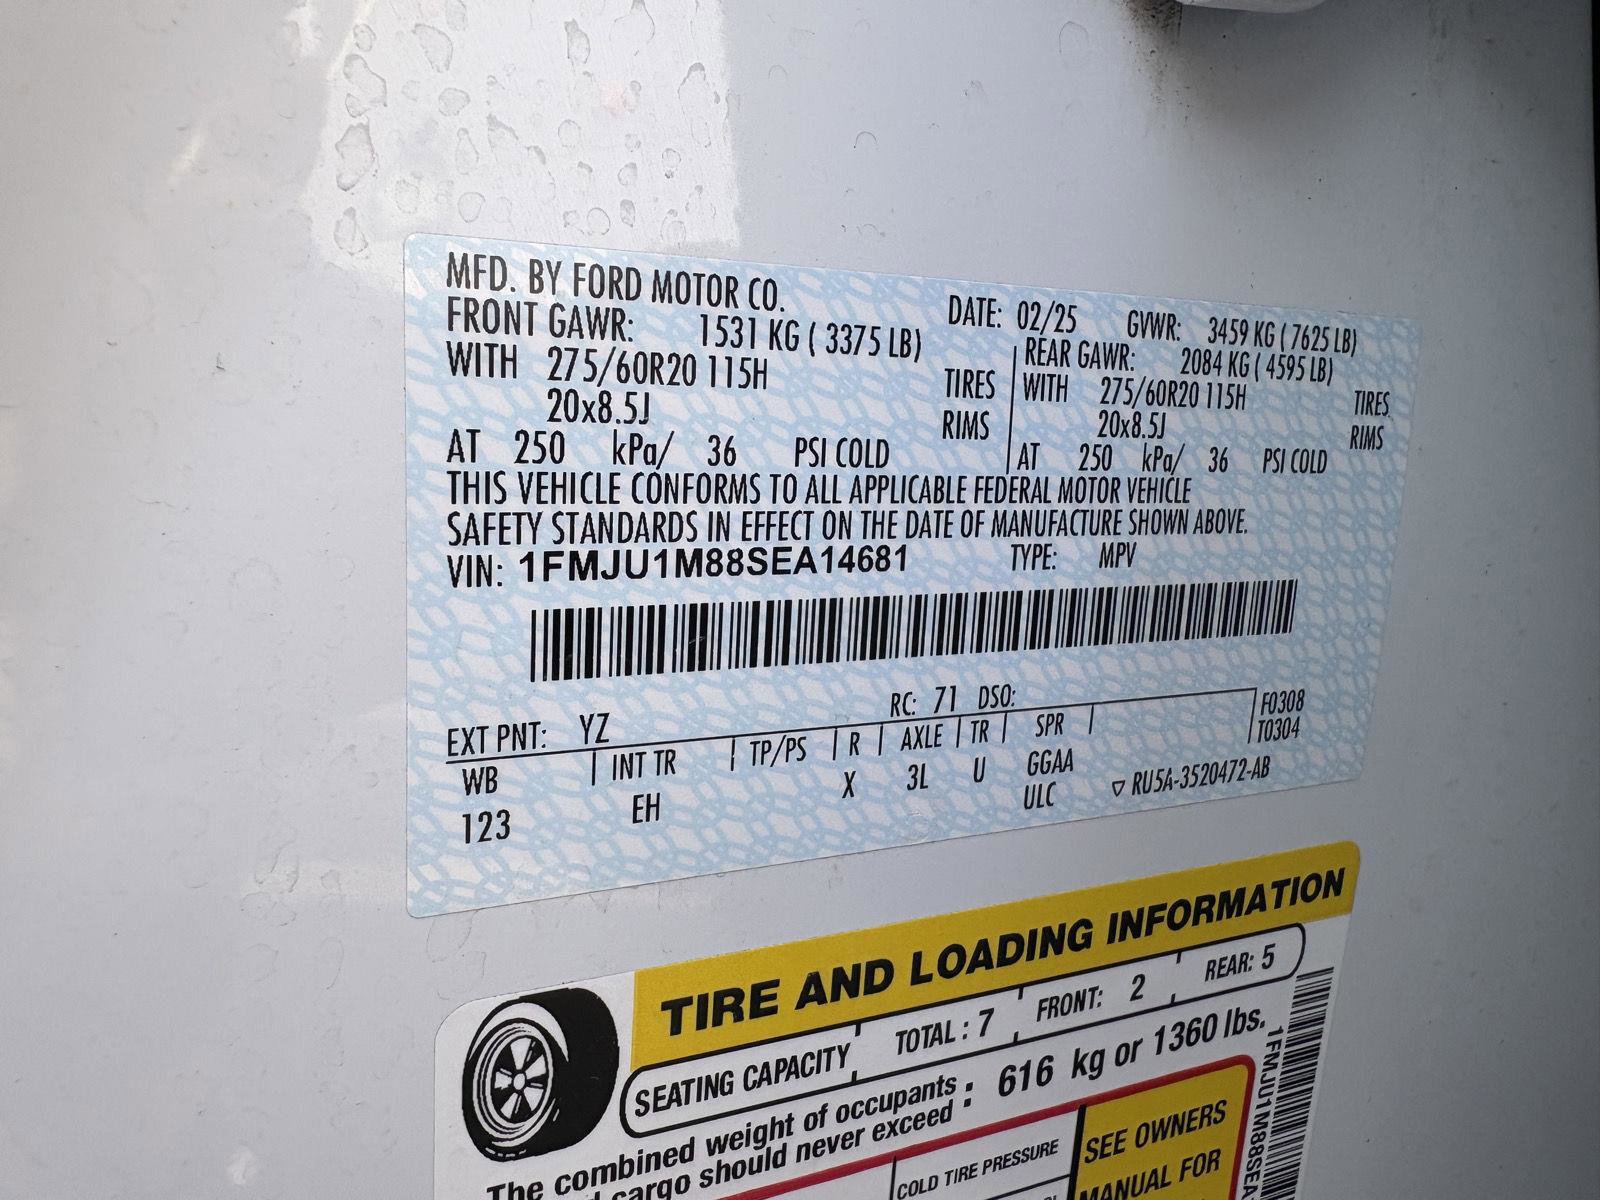 MFD. BY FORD MOTOR CO.
DATE: 02/25 GVWR: 3459 KG ( 7625 LB)
FRONT GAWR: 1531 KG ( 3375 LB) REAR GAWR: 2084 KG ( 4595 LB)
WITH 275/60R20 115H TIRES WITH 275/60R20 115H TIRES
20x8.5J RIMS 20x8.5J RIMS
AT 250 kPa/ 36 PSI COLD AT 250 kPa/ 36 PSI COLD
THIS VEHICLE CONFORMS TO ALL APPLICABLE FEDERAL MOTOR VEHICLE
SAFETY STANDARDS IN EFFECT ON THE DATE OF MANUFACTURE SHOWN ABOVE.
VIN: 1FMJU1M88SEA14681 TYPE: MPV
EXT PNT: YZ RC: 71 DSO: F0308
WB INT TR TP/PS R AXLE TR SPR T0304
123 EH X 3L U GGAA
ULC RU5A-3520472-AB
TIRE AND LOADING INFORMATION
SEATING CAPACITY TOTAL : 7 FRONT: 2 REAR: 5
The combined weight of occupants
cargo should never exceed : 616 kg or 1360 lbs.
COLD TIRE PRESSURE
SEE OWNERS
MANUAL FOR
1FMJU1M88SEA